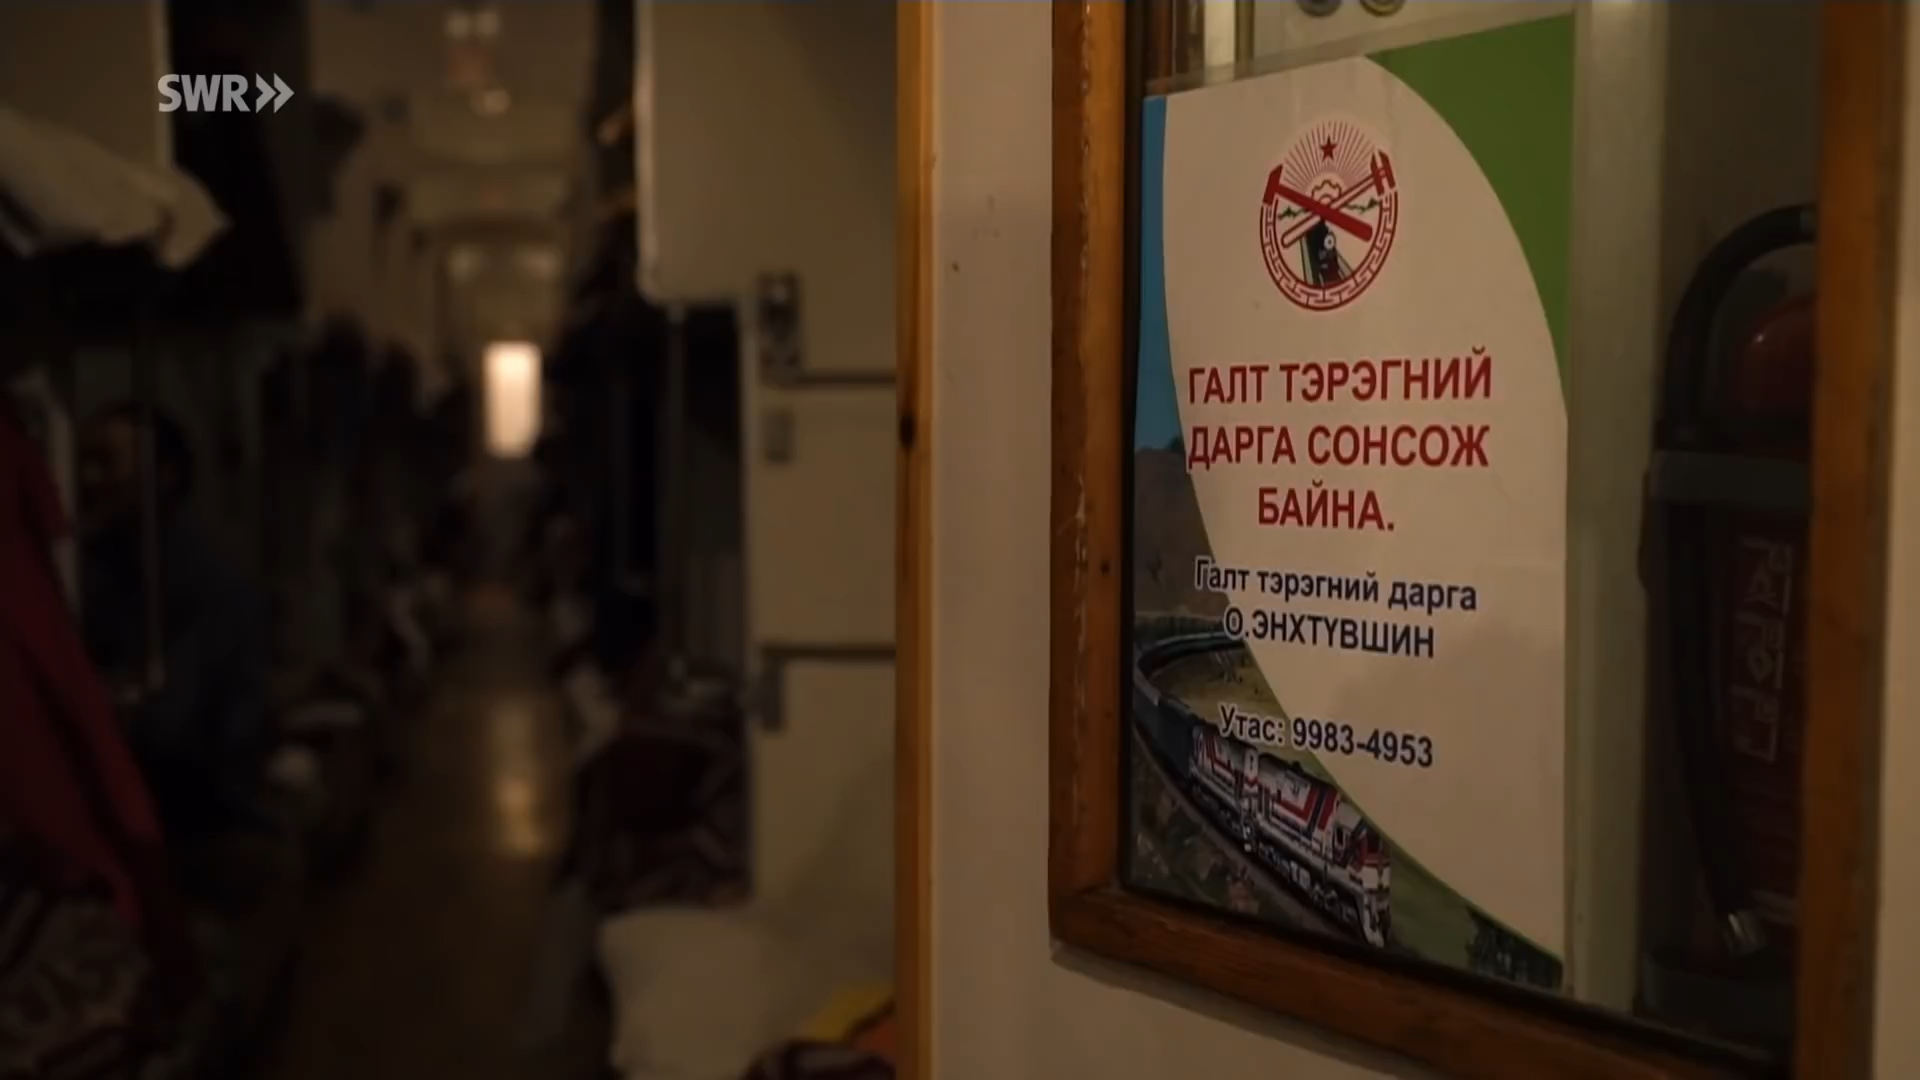 SWR
ГАЛТ ТЭРЭГНИЙ
ДАРГА СОНСОЖ
БАЙНА.
Галт тэрэгний дарга
О.ЭНХТҮВШИН
Утас: 9983-4953